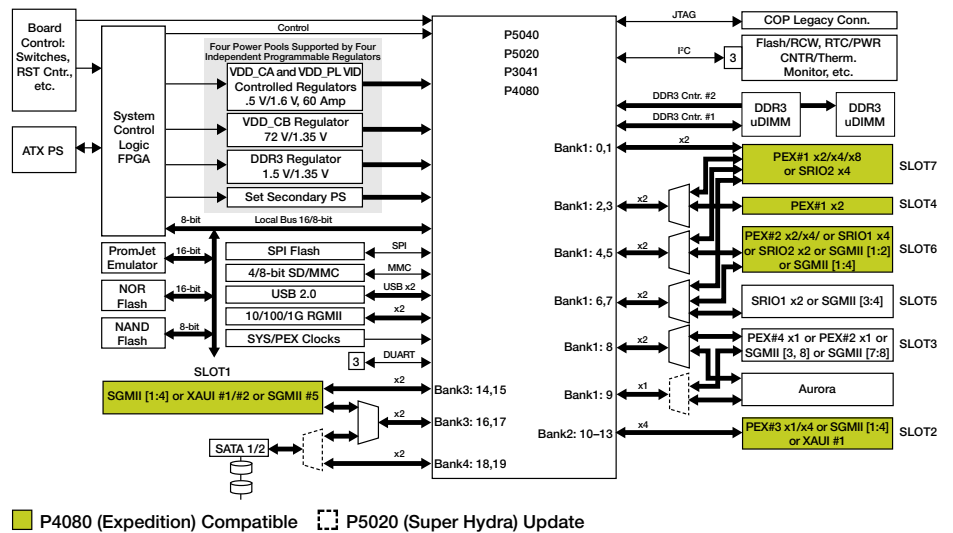 Board
Control:
Switches,
RST Cntr.,
etc.
ATX PS
System
Control
Logic
FPGA
Control
Four Power Pools Supported by Four
Independent Programmable Regulators
VDD_CA and VDD_PL VID
Controlled Regulators
.5 V/1.6 V, 60 Amp
VDD_CB Regulator
72 V/1.35 V
DDR3 Regulator
1.5 V/1.35 V
Set Secondary PS
8-bit
Local Bus 16/8-bit
PromJet
Emulator
16-bit
NOR
Flash
16-bit
NAND
Flash
8-bit
SPI Flash
SPI
4/8-bit SD/MMC
MMC
USB 2.0
USB x2
10/100/1G RGMII
x2
SYS/PEX Clocks
3
DUART
SLOT1
SGMII [1:4] or XAUI #1/#2 or SGMII #5
x2
x2
SATA 1/2
x2
P5040
P5020
P3041
P4080
Bank1: 0,1
Bank1: 2,3
Bank1: 4,5
Bank1: 6,7
Bank1: 8
Bank1: 9
Bank3: 14,15
Bank3: 16,17
Bank2: 10–13
Bank4: 18,19
JTAG
COP Legacy Conn.
I²C
3
Flash/RCW, RTC/PWR
CNTR/Therm.
Monitor, etc.
DDR3 Cntr. #2
DDR3 Cntr. #1
DDR3
uDIMM
DDR3
uDIMM
x2
PEX#1 x2/x4/x8
or SRIO2 x4
SLOT7
x2
PEX#1 x2
SLOT4
x2
PEX#2 x2/x4/ or SRIO1 x4
or SRIO2 x2 or SGMII [1:2]
or SGMII [1:4]
SLOT6
x2
SRIO1 x2 or SGMII [3:4]
SLOT5
x2
PEX#4 x1 or PEX#2 x1 or
SGMII [3, 8] or SGMII [7:8]
SLOT3
x1
Aurora
x4
PEX#3 x1/x4 or SGMII [1:4]
or XAUI #1
SLOT2
P4080 (Expedition) Compatible
P5020 (Super Hydra) Update